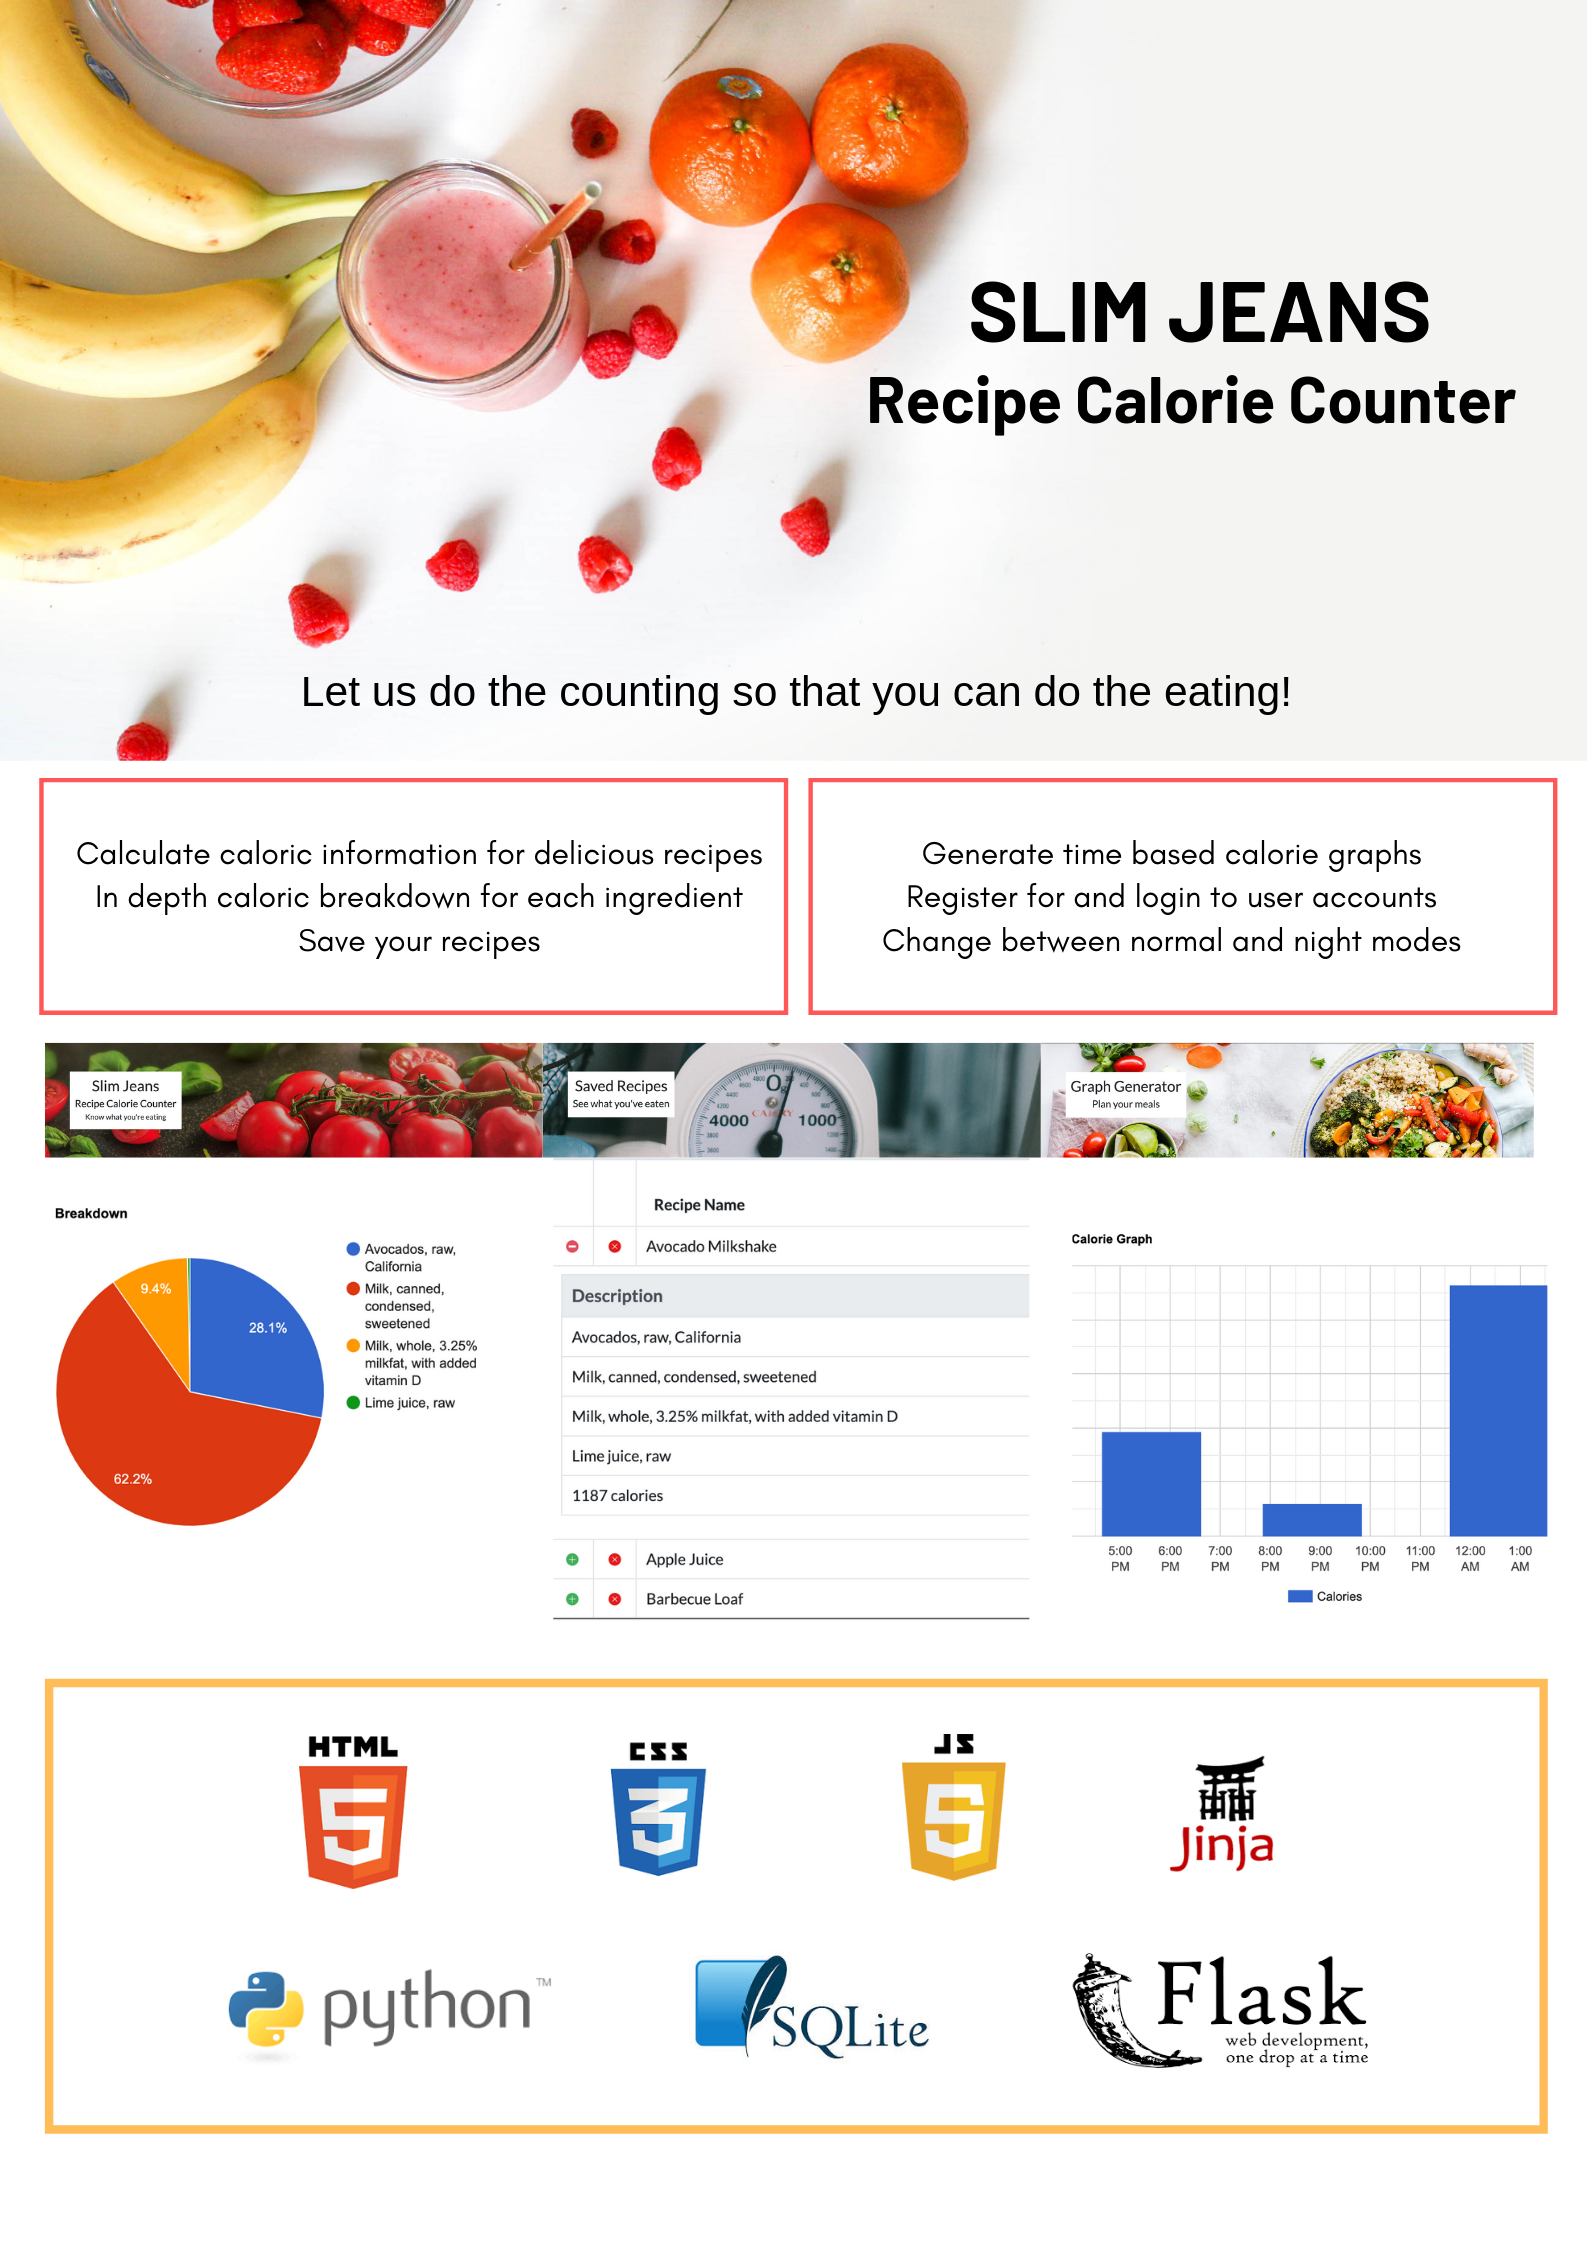 SLIM JEANS
Recipe Calorie Counter
Let us do the counting so that you can do the eating!
Calculate caloric information for delicious recipes
In depth caloric breakdown for each ingredient
Save your recipes
Generate time based calorie graphs
Register for and login to user accounts
Change between normal and night modes
Slim Jeans
Recipe Calorie Counter
Know what you're eating
Saved Recipes
See what you've eaten
4000
1000
Graph Generator
Plan your meals
Breakdown
9.4%
28.1%
62.2%
Avocados, raw,
California
Milk, canned,
condensed,
sweetened
Milk, whole, 3.25%
milkfat, with added
vitamin D
Lime juice, raw
Recipe Name
Avocado Milkshake
Description
Avocados, raw, California
Milk, canned, condensed, sweetened
Milk, whole, 3.25% milkfat, with added vitamin D
Lime juice, raw
1187 calories
Apple Juice
Barbecue Loaf
Calorie Graph
5:00 6:00 7:00 8:00 9:00 10:00 11:00 12:00 1:00
PM PM PM PM PM PM PM AM AM
Calories
HTML
5
CSS
3
JS
5
Jinja
python™
SQLite
Flask
web development,
one drop at a time